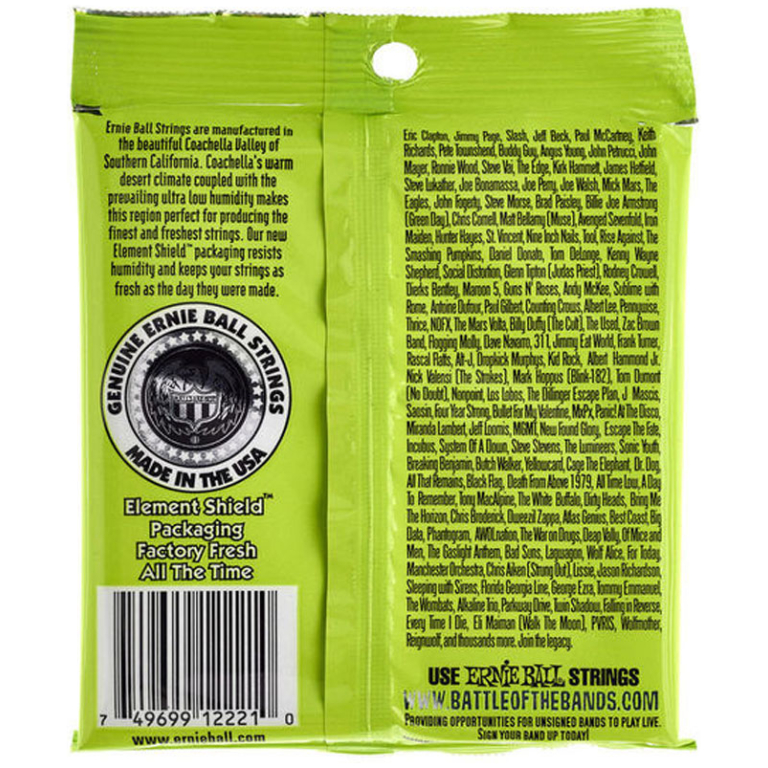 Ernie Ball Strings are manufactured in
the beautiful Coachella Valley of
Southern California. Coachella's warm
desert climate coupled with the
prevailing ultra low humidity makes
this region perfect for producing the
finest and freshest strings. Our new
Element Shield™ packaging resists
humidity and keeps your strings as
fresh as the day they were made.
GENUINE ERNIE BALL STRINGS
MADE IN THE USA
Element Shield™
Packaging
Factory Fresh
All The Time
7 49699 12221 0
www.ernieball.com
Eric Clapton, Jimmy Page, Slash, Jeff Beck, Paul McCartney, Keith
Richards, Pete Townshend, Buddy Guy, Angus Young, John Petrucci, John
Mayer, Ronnie Wood, Steve Vai, The Edge, Kirk Hammett, James Hetfield,
Steve Lukather, Joe Bonamassa, Joe Perry, Joe Walsh, Mick Mars, The
Eagles, John Fogerty, Steve Morse, Brad Paisley, Billie Joe Armstrong
(Green Day), Chris Cornell, Matt Bellamy (Muse), Avenged Sevenfold, Iron
Maiden, Hunter Hayes, St. Vincent, Nine Inch Nails, Tool, Rise Against, The
Smashing Pumpkins, Daniel Donato, Tom DeLonge, Kenny Wayne
Shepherd, Social Distortion, Glenn Tipton (Judas Priest), Rodney Crowell,
Dierks Bentley, Maroon 5, Guns N' Roses, Andy McKee, Sublime with
Rome, Antoine Dufour, Paul Gilbert, Counting Crows, Albert Lee, Pennywise,
Thrice, NOFX, The Mars Volta, Billy Duffy (The Cult), The Used, Zac Brown
Band, Flogging Molly, Dave Navarro, 311, Jimmy Eat World, Frank Turner,
Rascal Flatts, Alt-J, Dropkick Murphys, Kid Rock, Albert Hammond Jr.
Nick Valensi (The Strokes), Mark Hoppus (Blink-182), Tom Dumont
(No Doubt), Nonpoint, Los Lobos, The Dillinger Escape Plan, J Mascis,
Saosin, Four Year Strong, Bullet For My Valentine, MxPx, Panic! At The Disco,
Miranda Lambert, Jeff Loomis, MGMT, New Found Glory, Escape The Fate,
Incubus, System Of A Down, Steve Stevens, The Lumineers, Sonic Youth,
Breaking Benjamin, Butch Walker, Yellowcard, Cage The Elephant, Dr. Dog,
All That Remains, Black Flag, Death From Above 1979, All Time Low, A Day
To Remember, Tony MacAlpine, The White Buffalo, Dirty Heads, Bring Me
The Horizon, Chris Broderick, Dweezil Zappa, Atlas Genius, Best Coast, Big
Data, Phantogram, AWOLnation, The War on Drugs, Deap Vally, Of Mice and
Men, The Gaslight Anthem, Bad Suns, Lagwagon, Wolf Alice, For Today,
Manchester Orchestra, Chris Aiken (Strung Out), Lissie, Jason Richardson,
Sleeping with Sirens, Florida Georgia Line, George Ezra, Tommy Emmanuel,
The Wombats, Alkaline Trio, Parkway Drive, Twin Shadow, Falling in Reverse,
Every Time I Die, Eli Maiman (Walk The Moon), PVRIS, Wolfmother,
Reignwolf, and thousands more. Join the legacy.
USE ERNIE BALL STRINGS
WWW.BATTLEOFTHEBANDS.COM
PROVIDING OPPORTUNITIES FOR UNSIGNED BANDS TO PLAY LIVE.
SIGN YOUR BAND UP TODAY!